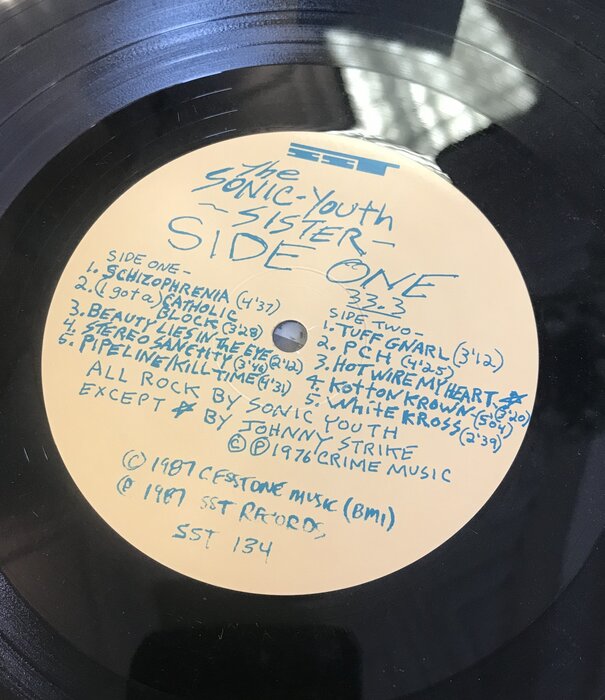 SST
The
SONIC-YOUTH
~ SISTER -
SIDE ONE
33.3
SIDE ONE-
1. SCHIZOPHRENIA (4'37)
2. (I got a) CATHOLIC
BLOCK (3'28)
3. BEAUTY LIES IN THE EYE (2'12)
4. STEREO SANCTITY (3'46)
5. PIPELINE/KILL TIME (4'31)
SIDE TWO-
1. TUFF GNARL (3'12)
2. PCH (4'25)
3. HOT WIRE MY HEART ☆ (3'20)
4. KOTTON KROWN (5'04)
5. WHITE KROSS (2'39)
ALL ROCK BY SONIC YOUTH
EXCEPT ☆ BY JOHNNY STRIKE
© ℗ 1976 CRIME MUSIC
© 1987 MUSIC (BMI)
℗ 1987 SST RECORDS,
SST 134